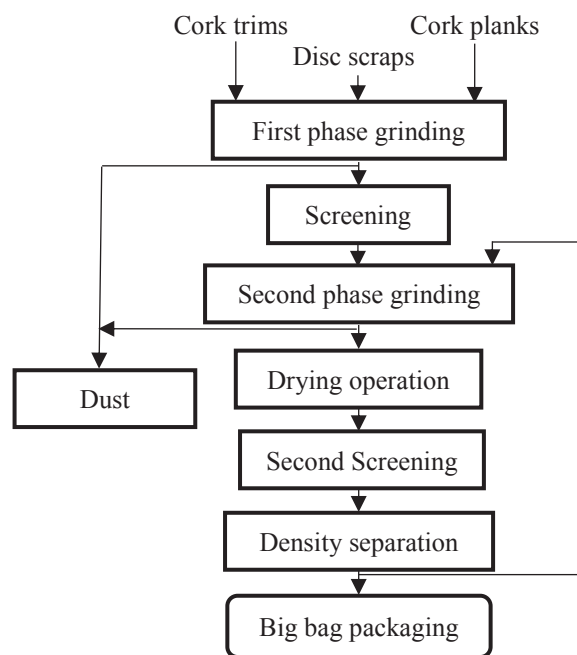 Cork trims
Cork planks
Disc scraps
First phase grinding
Screening
Second phase grinding
Drying operation
Dust
Second Screening
Density separation
Big bag packaging